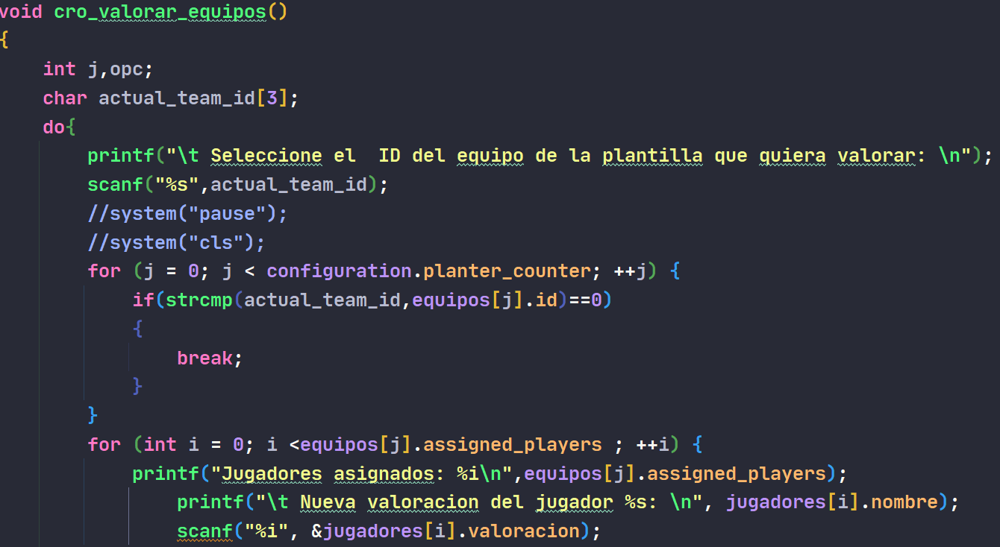 void cro_valorar_equipos()
{
    int j,opc;
    char actual_team_id[3];
    do{
        printf("\t Seleccione el  ID del equipo de la plantilla que quiera valorar: \n");
        scanf("%s",actual_team_id);
        //system("pause");
        //system("cls");
        for (j = 0; j < configuration.planter_counter; ++j) {
            if(strcmp(actual_team_id,equipos[j].id)==0)
            {
                break;
            }
        }
        for (int i = 0; i <equipos[j].assigned_players ; ++i) {
            printf("Jugadores asignados: %i\n",equipos[j].assigned_players);
                printf("\t Nueva valoracion del jugador %s: \n", jugadores[i].nombre);
                scanf("%i", &jugadores[i].valoracion);